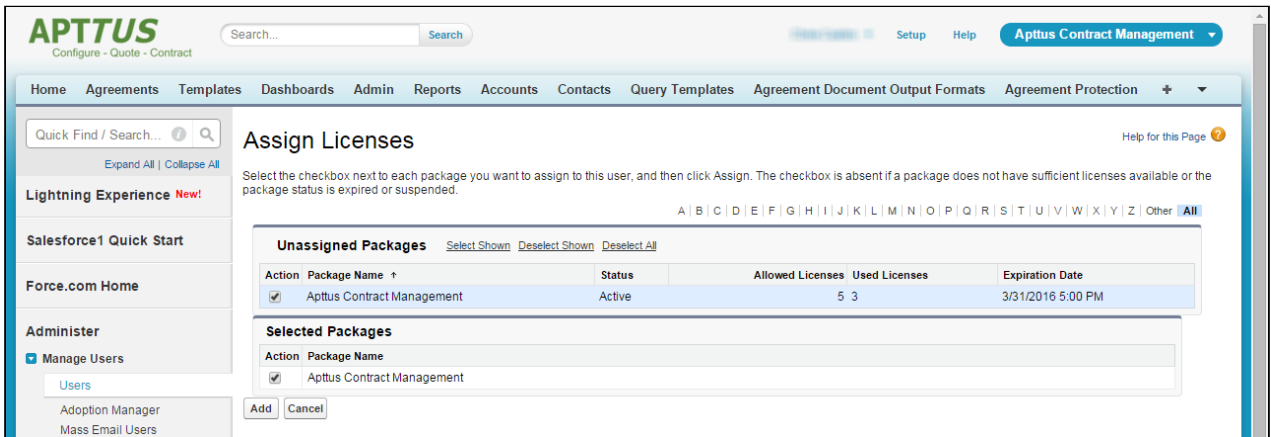 APTTUS
Configure - Quote - Contract
Search...
Search
Setup
Help
Apttus Contract Management
Home Agreements Templates Dashboards Admin Reports Accounts Contacts Query Templates Agreement Document Output Formats Agreement Protection +
Quick Find / Search...
Expand All | Collapse All
Lightning Experience New!
Salesforce1 Quick Start
Force.com Home
Administer
Manage Users
Users
Adoption Manager
Mass Email Users
Assign Licenses
Help for this Page ?
Select the checkbox next to each package you want to assign to this user, and then click Assign. The checkbox is absent if a package does not have sufficient licenses available or the
package status is expired or suspended.
A | B | C | D | E | F | G | H | I | J | K | L | M | N | O | P | Q | R | S | T | U | V | W | X | Y | Z | Other All
Unassigned Packages Select Shown Deselect Shown Deselect All
Action Package Name ↑ Status Allowed Licenses Used Licenses Expiration Date
Apttus Contract Management Active 5 3 3/31/2016 5:00 PM
Selected Packages
Action Package Name
Apttus Contract Management
Add Cancel